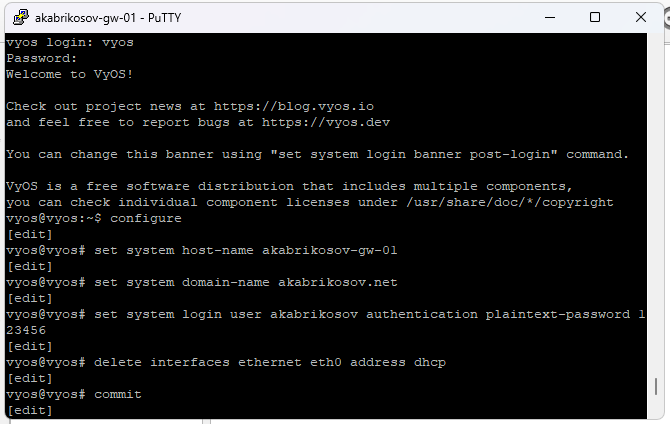 akabrikosov-gw-01 - PuTTY
vyos login: vyos
Password:
Welcome to VyOS!
Check out project news at https://blog.vyos.io
and feel free to report bugs at https://vyos.dev
You can change this banner using "set system login banner post-login" command.
VyOS is a free software distribution that includes multiple components,
you can check individual component licenses under /usr/share/doc/*/copyright
vyos@vyos:~$ configure
[edit]
vyos@vyos# set system host-name akabrikosov-gw-01
[edit]
vyos@vyos# set system domain-name akabrikosov.net
[edit]
vyos@vyos# set system login user akabrikosov authentication plaintext-password 1
23456
[edit]
vyos@vyos# delete interfaces ethernet eth0 address dhcp
[edit]
vyos@vyos# commit
[edit]